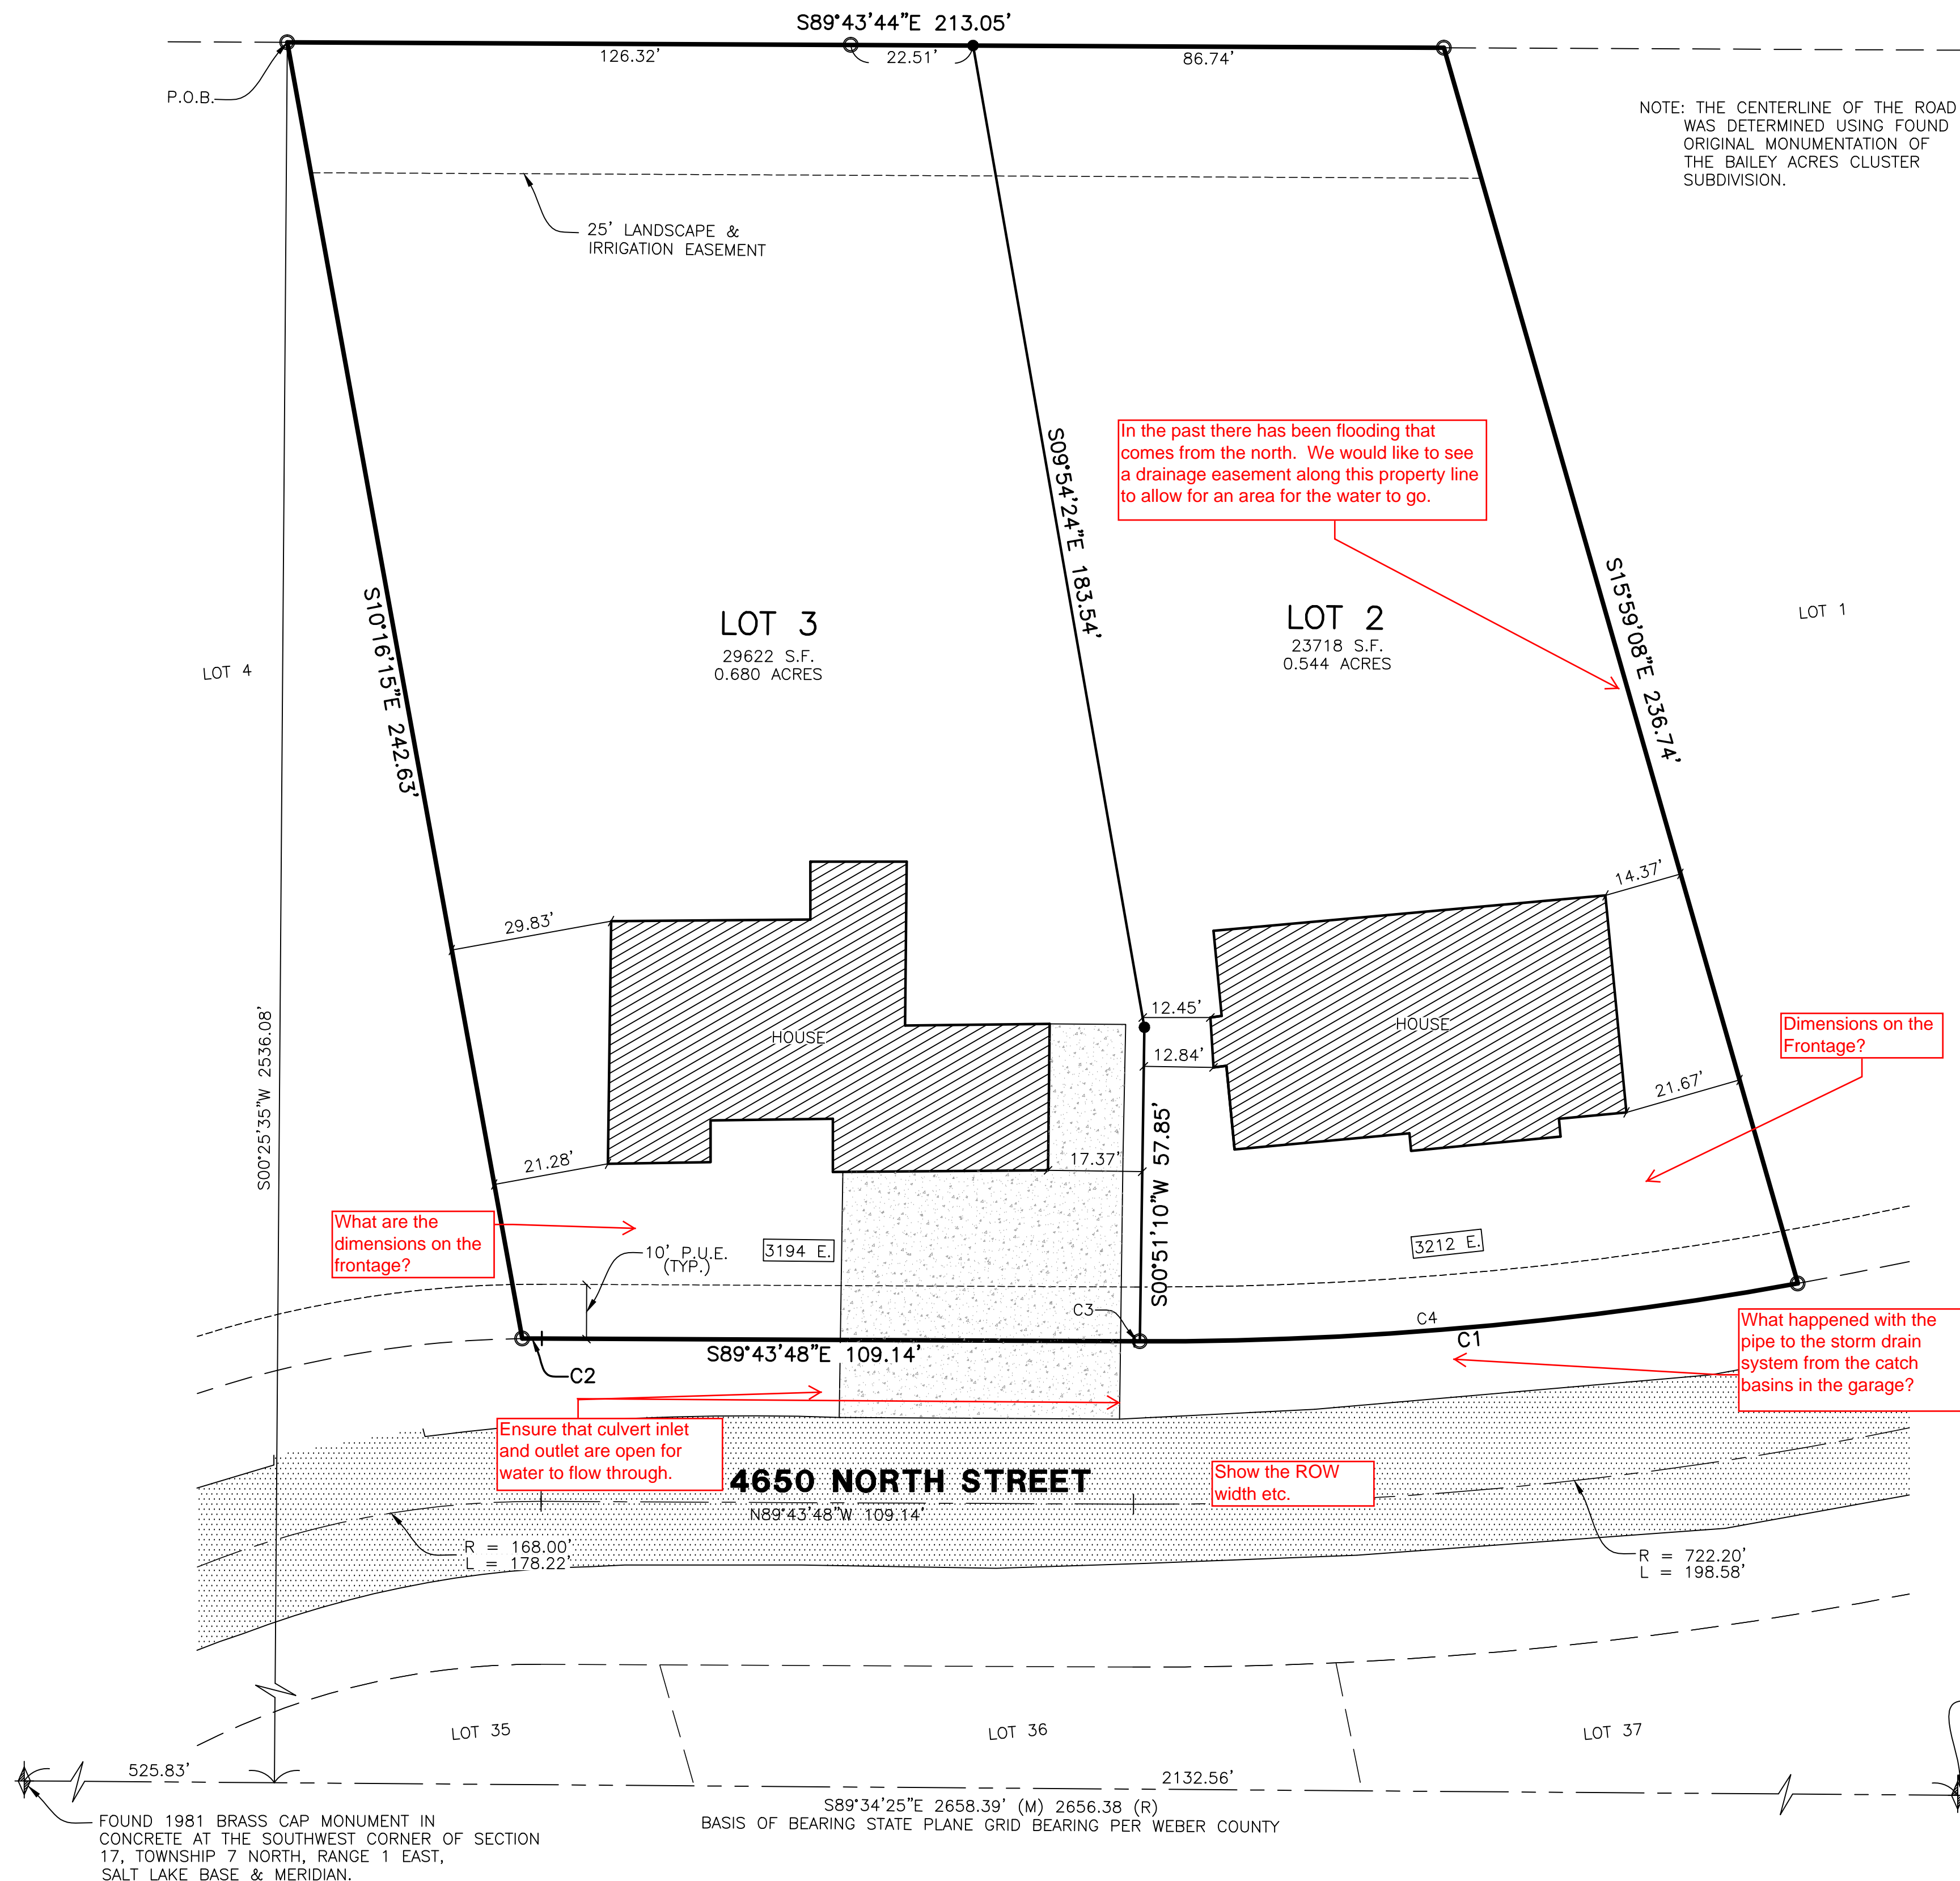 S89°43'44"E 213.05'
126.32'
22.51'
86.74'
P.O.B.
NOTE: THE CENTERLINE OF THE ROAD
WAS DETERMINED USING FOUND
ORIGINAL MONUMENTATION OF
THE BAILEY ACRES CLUSTER
SUBDIVISION.
25' LANDSCAPE &
IRRIGATION EASEMENT
In the past there has been flooding that
comes from the north. We would like to see
a drainage easement along this property line
to allow for an area for the water to go.
S09°54'24"E 183.54'
S15°59'08"E 236.74'
S10°16'15"E 242.63'
LOT 3
29622 S.F.
0.680 ACRES
LOT 2
23718 S.F.
0.544 ACRES
LOT 1
LOT 4
14.37'
29.83'
12.45'
HOUSE
HOUSE
12.84'
Dimensions on the
Frontage?
S00°25'35"W 2536.08'
21.67'
21.28'
17.37'
S00°51'10"W 57.85'
What are the
dimensions on the
frontage?
10' P.U.E.
(TYP.)
3194 E.
3212 E.
C3
C4
C1
S89°43'48"E 109.14'
C2
What happened with the
pipe to the storm drain
system from the catch
basins in the garage?
Ensure that culvert inlet
and outlet are open for
water to flow through.
4650 NORTH STREET
N89°43'48"W 109.14'
Show the ROW
width etc.
R = 168.00'
L = 178.22'
R = 722.20'
L = 198.58'
LOT 35
LOT 36
LOT 37
525.83'
2132.56'
S89°34'25"E 2658.39' (M) 2656.38 (R)
BASIS OF BEARING STATE PLANE GRID BEARING PER WEBER COUNTY
FOUND 1981 BRASS CAP MONUMENT IN
CONCRETE AT THE SOUTHWEST CORNER OF SECTION
17, TOWNSHIP 7 NORTH, RANGE 1 EAST,
SALT LAKE BASE & MERIDIAN.